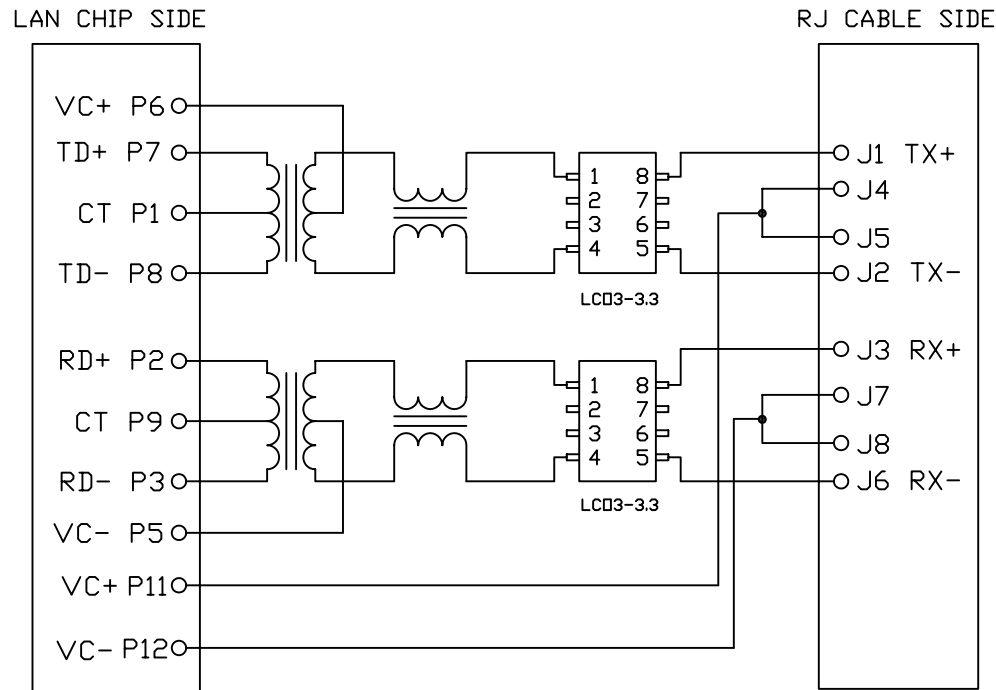 LAN CHIP SIDE
RJ CABLE SIDE
VC+ P6
TD+ P7
CT P1
TD- P8
1 8
2 7
3 6
4 5
LC03-3.3
J1 TX+
J4
J5
J2 TX-
RD+ P2
CT P9
RD- P3
VC- P5
1 8
2 7
3 6
4 5
LC03-3.3
J3 RX+
J7
J8
J6 RX-
VC+ P11
VC- P12